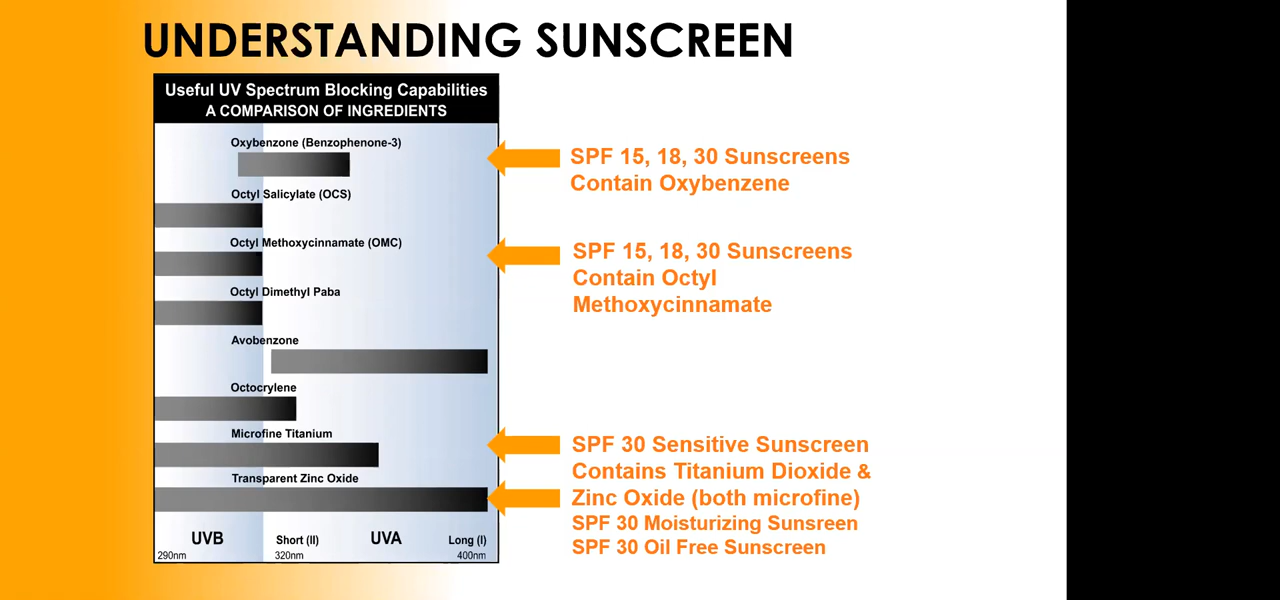 UNDERSTANDING SUNSCREEN
Useful UV Spectrum Blocking Capabilities
A COMPARISON OF INGREDIENTS
Oxybenzone (Benzophenone-3)
Octyl Salicylate (OCS)
Octyl Methoxycinnamate (OMC)
Octyl Dimethyl Paba
Avobenzone
Octocrylene
Microfine Titanium
Transparent Zinc Oxide
UVB
Short (II)
UVA
Long (I)
290nm
320nm
400nm
SPF 15, 18, 30 Sunscreens
Contain Oxybenzene
SPF 15, 18, 30 Sunscreens
Contain Octyl
Methoxycinnamate
SPF 30 Sensitive Sunscreen
Contains Titanium Dioxide &
Zinc Oxide (both microfine)
SPF 30 Moisturizing Sunsreen
SPF 30 Oil Free Sunscreen